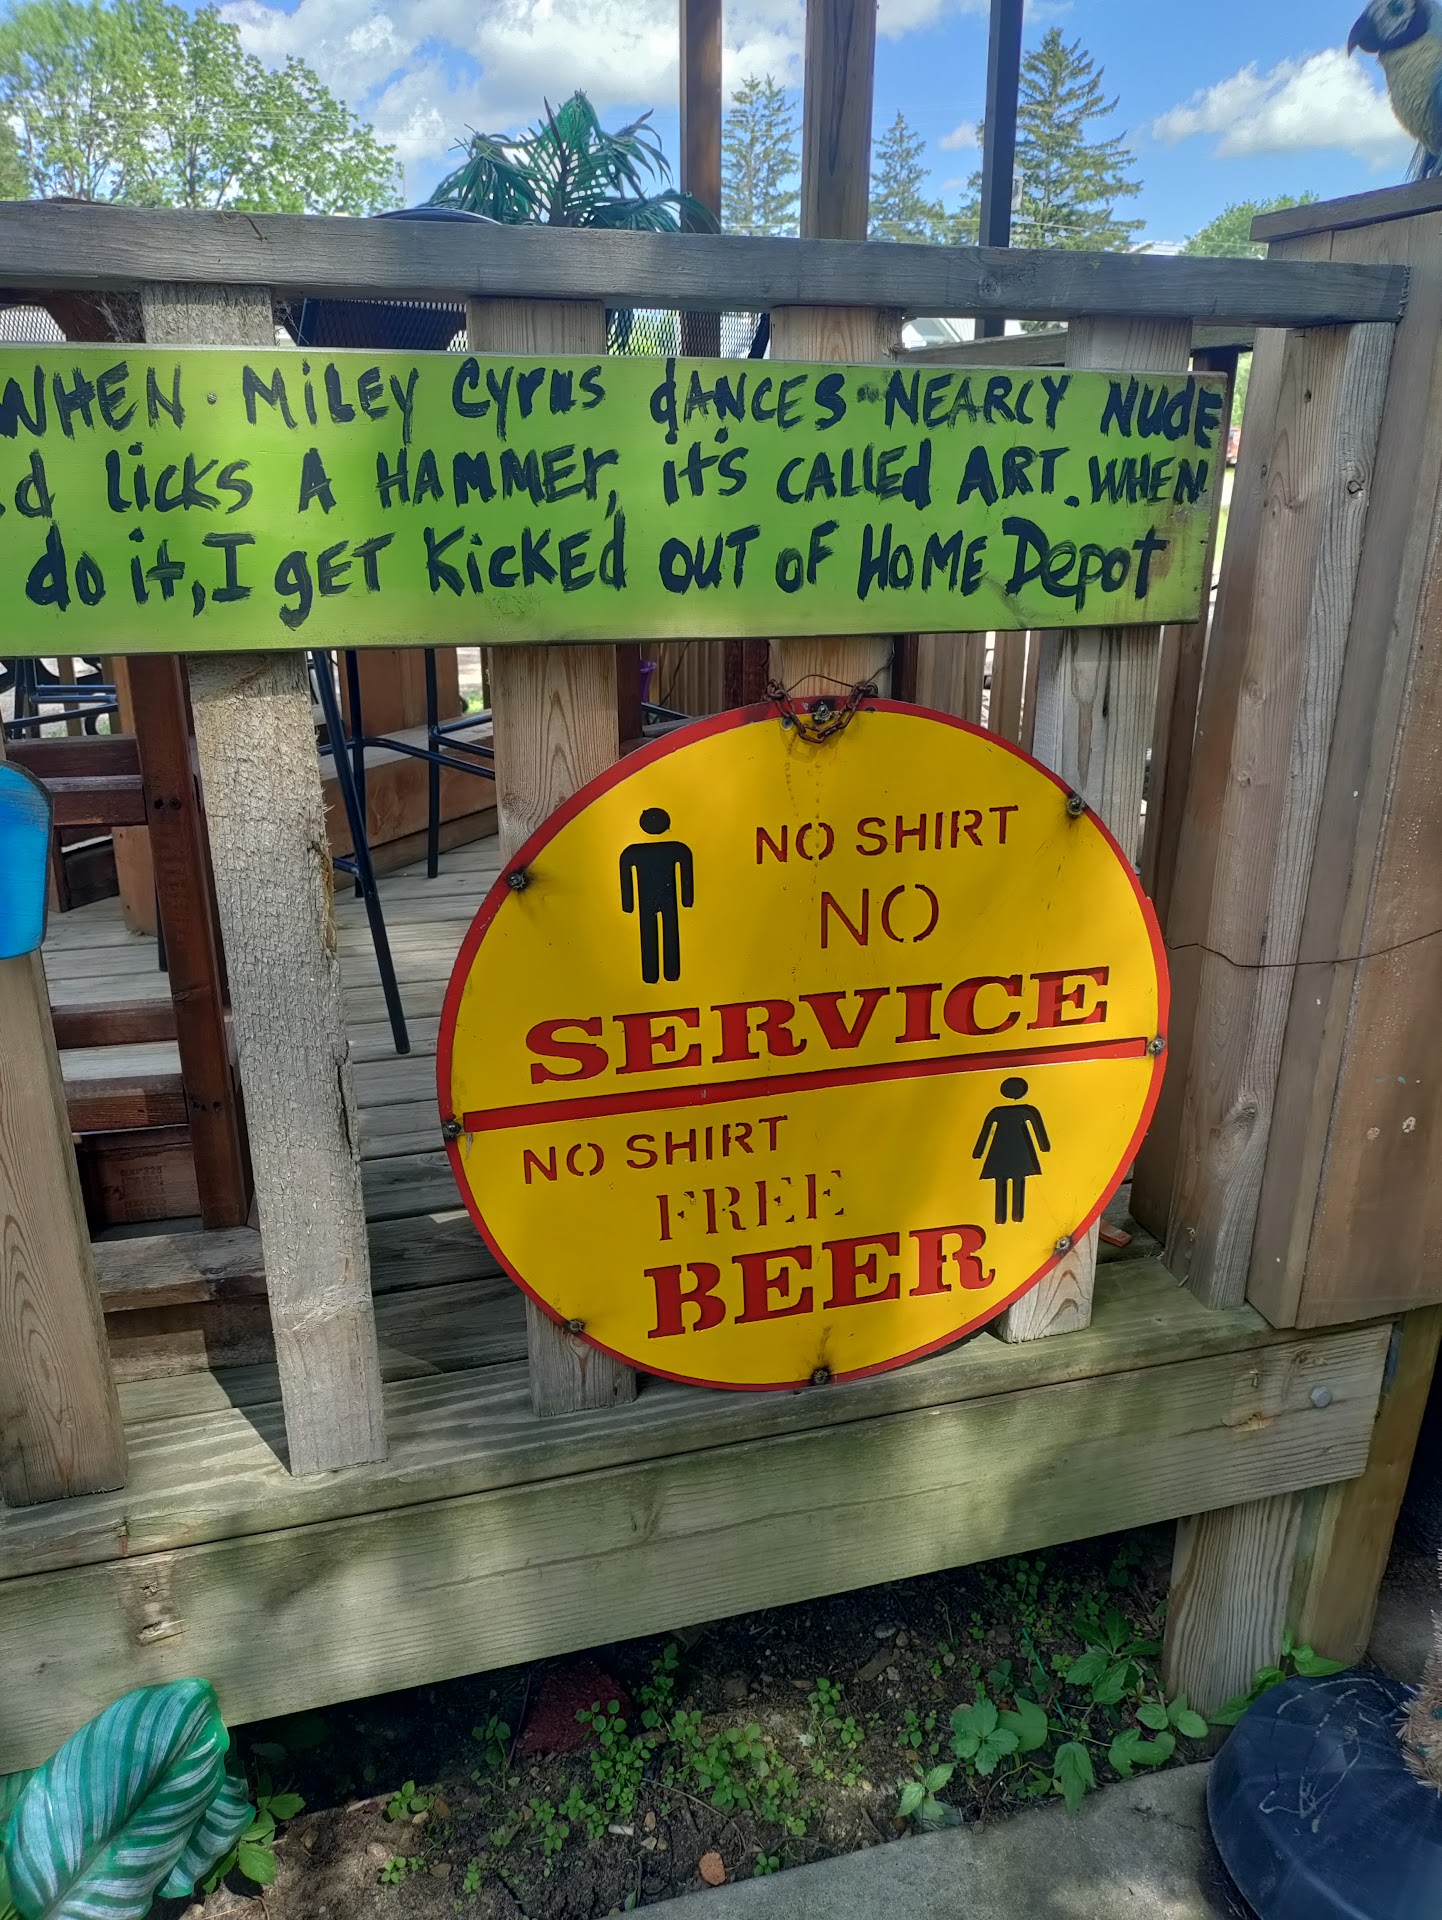 WHEN · MiLEY CYRUS dANCES - NEARLY NudE
licks A HAMMEr, it's CALLEd ART. WHEN
do it, I gET KicKEd OUT OF HOME Depot
NO SHIRT
NO
SERVICE
NO SHIRT
FREE
BEER